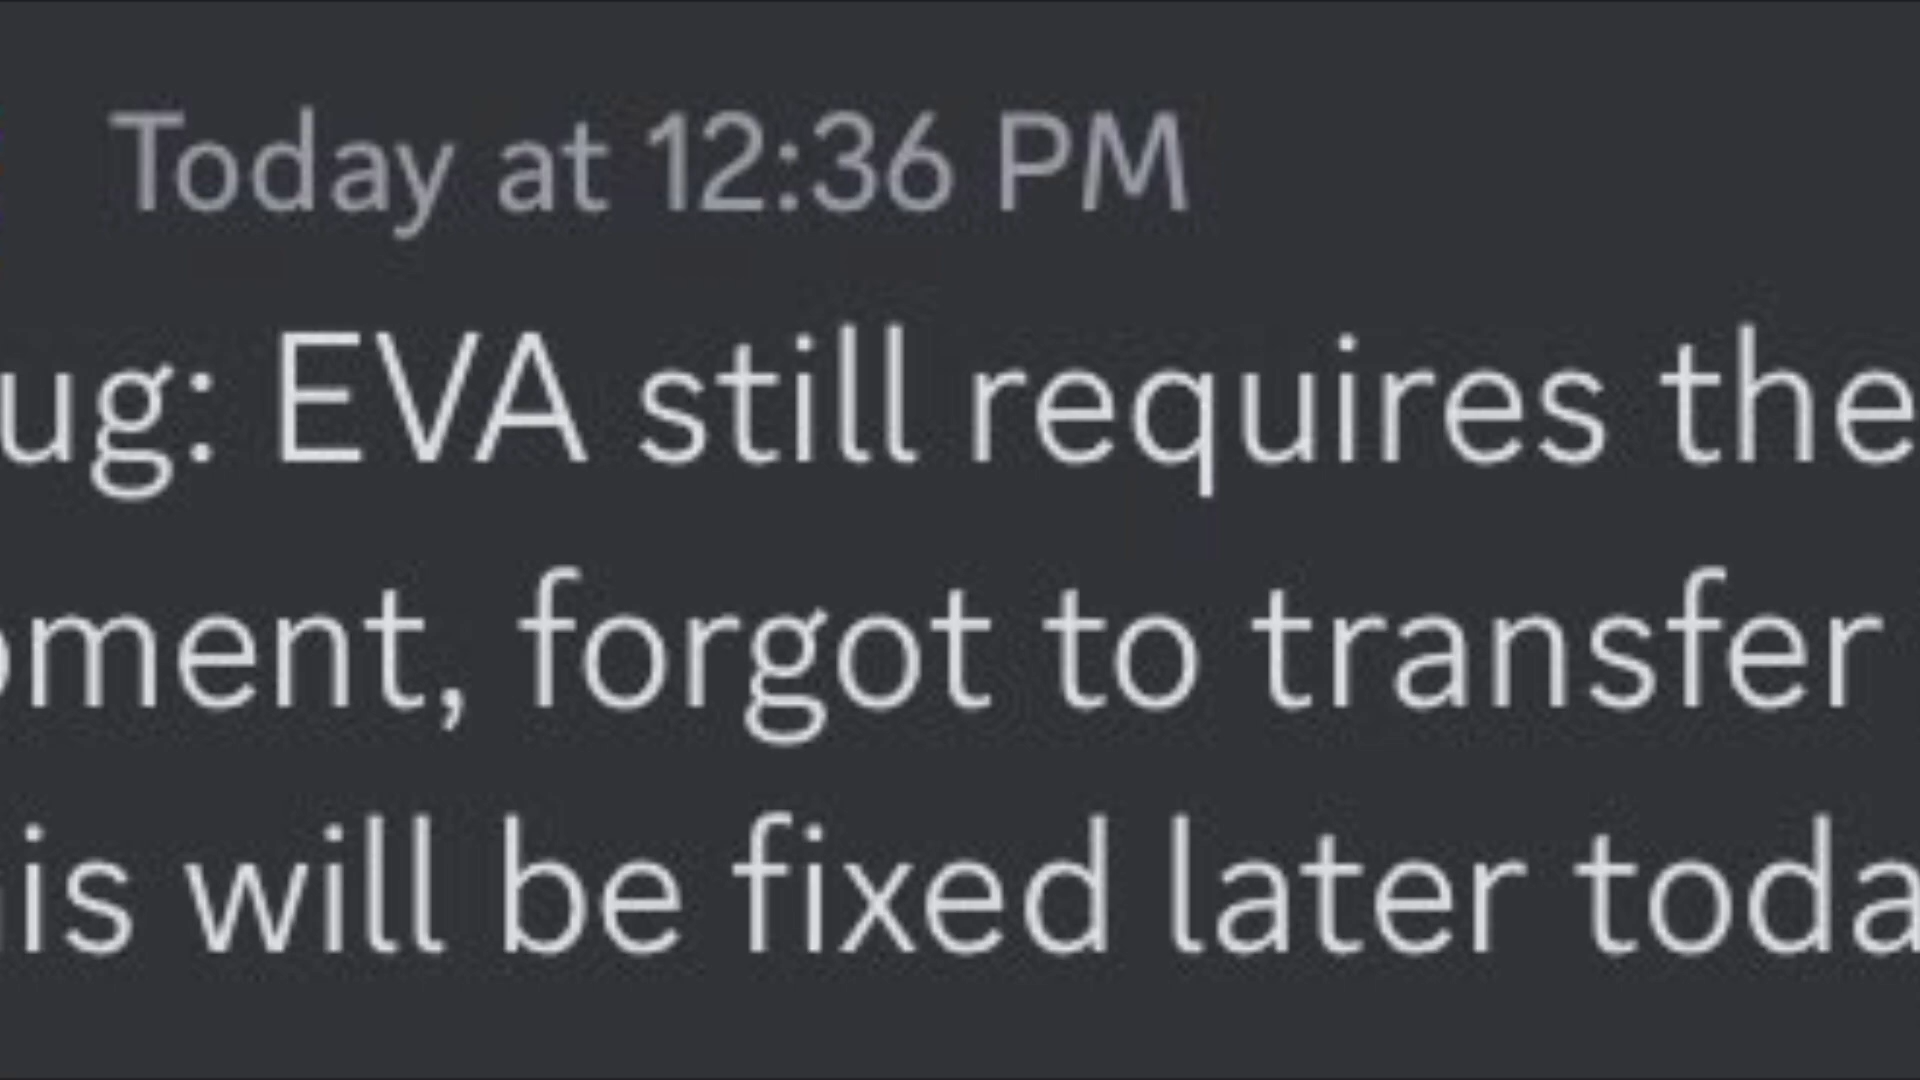 Today at 12:36 PM
ug: EVA still requires the
ment, forgot to transfer
is will be fixed later toda